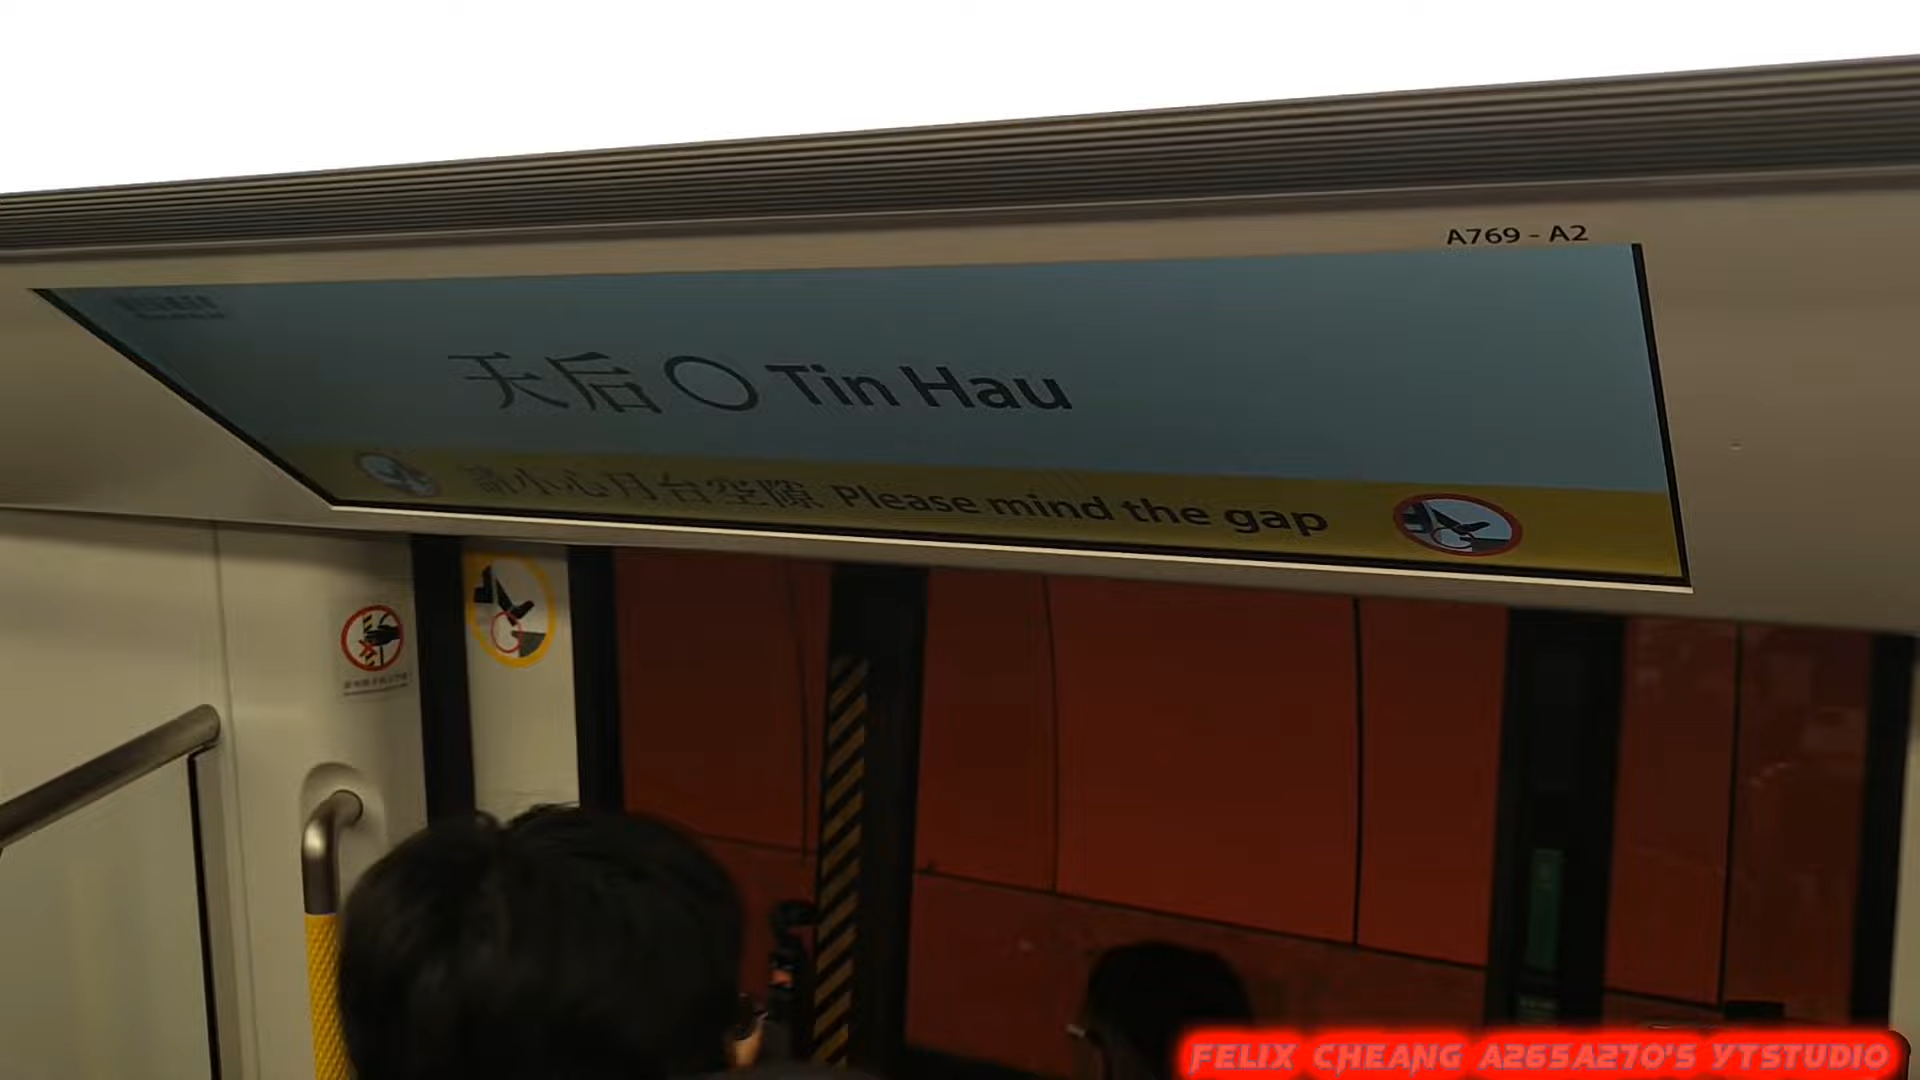 A769 - A2
天后 Tin Hau
請小心月台空隙 Please mind the gap
FELIX CHEANG A265A270'S YTSTUDIO